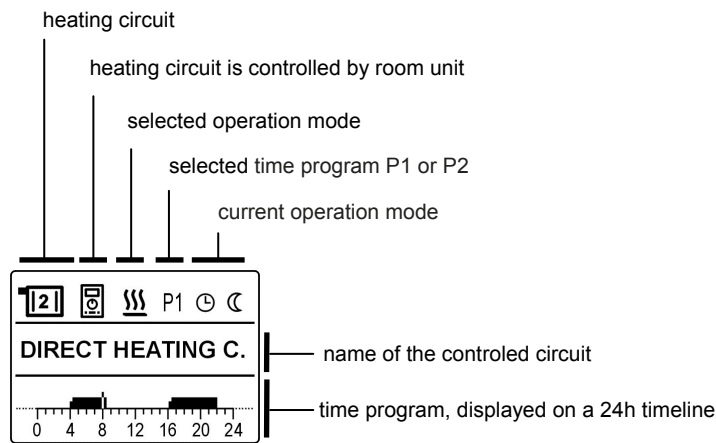 heating circuit
heating circuit is controlled by room unit
selected operation mode
selected time program P1 or P2
current operation mode
2 P1
DIRECT HEATING C.
name of the controled circuit
time program, displayed on a 24h timeline
0 4 8 12 16 20 24